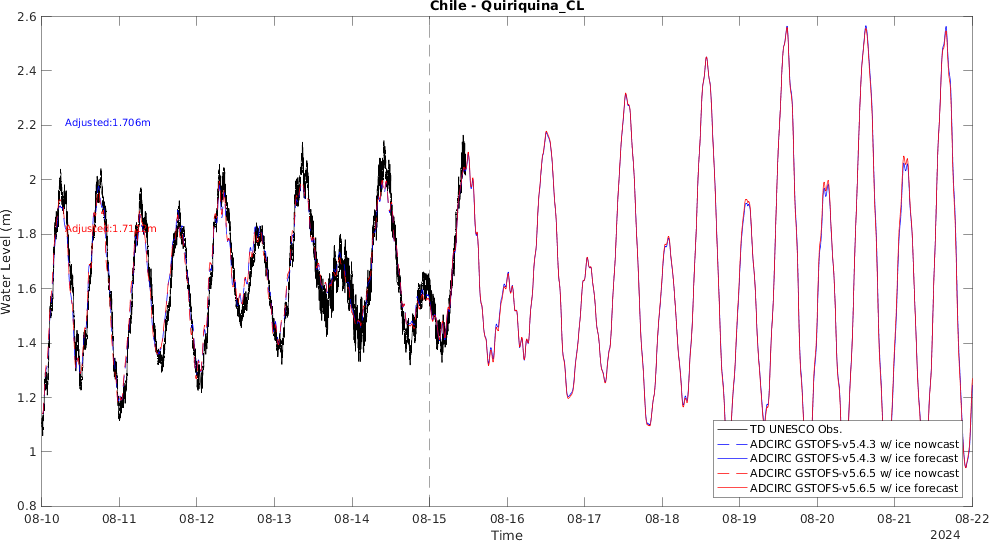 Chile - Quiriquina_CL
2.6
2.4
2.2
2
1.8
1.6
1.4
1.2
1
0.8
Water Level (m)
Adjusted:1.706m
TD UNESCO Obs.
ADCIRC GSTOFS-v5.4.3 w/ ice nowcast
ADCIRC GSTOFS-v5.4.3 w/ ice forecast
ADCIRC GSTOFS-v5.6.5 w/ ice nowcast
ADCIRC GSTOFS-v5.6.5 w/ ice forecast
08-10 08-11 08-12 08-13 08-14 08-15 08-16 08-17 08-18 08-19 08-20 08-21 08-22
Time
2024